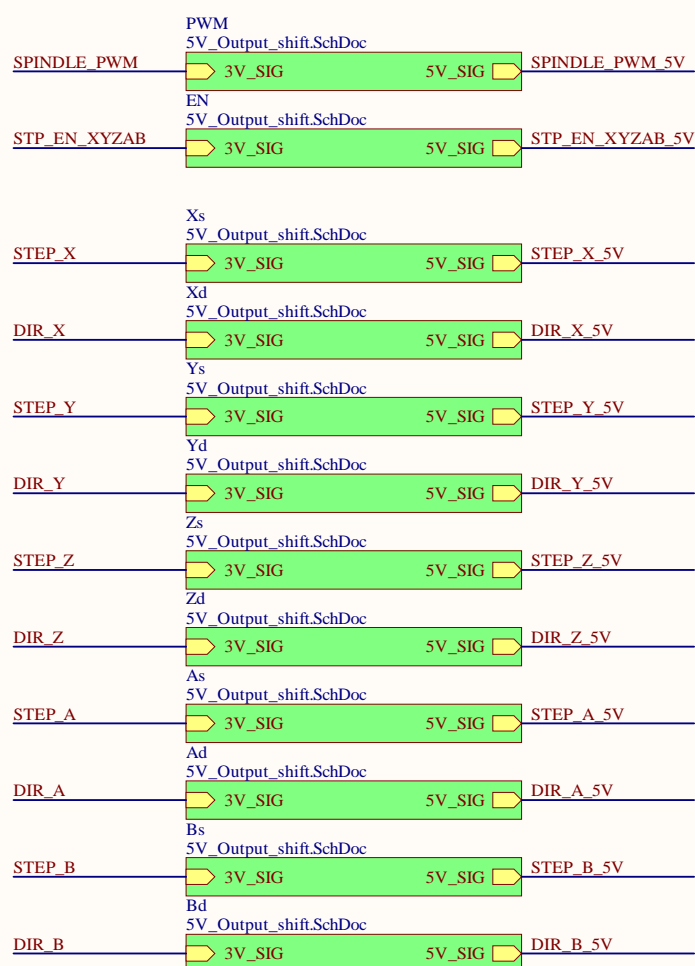 PWM
5V_Output_shift.SchDoc
SPINDLE_PWM 3V_SIG 5V_SIG SPINDLE_PWM_5V
EN
5V_Output_shift.SchDoc
STP_EN_XYZAB 3V_SIG 5V_SIG STP_EN_XYZAB_5V
Xs
5V_Output_shift.SchDoc
STEP_X 3V_SIG 5V_SIG STEP_X_5V
Xd
5V_Output_shift.SchDoc
DIR_X 3V_SIG 5V_SIG DIR_X_5V
Ys
5V_Output_shift.SchDoc
STEP_Y 3V_SIG 5V_SIG STEP_Y_5V
Yd
5V_Output_shift.SchDoc
DIR_Y 3V_SIG 5V_SIG DIR_Y_5V
Zs
5V_Output_shift.SchDoc
STEP_Z 3V_SIG 5V_SIG STEP_Z_5V
Zd
5V_Output_shift.SchDoc
DIR_Z 3V_SIG 5V_SIG DIR_Z_5V
As
5V_Output_shift.SchDoc
STEP_A 3V_SIG 5V_SIG STEP_A_5V
Ad
5V_Output_shift.SchDoc
DIR_A 3V_SIG 5V_SIG DIR_A_5V
Bs
5V_Output_shift.SchDoc
STEP_B 3V_SIG 5V_SIG STEP_B_5V
Bd
5V_Output_shift.SchDoc
DIR_B 3V_SIG 5V_SIG DIR_B_5V